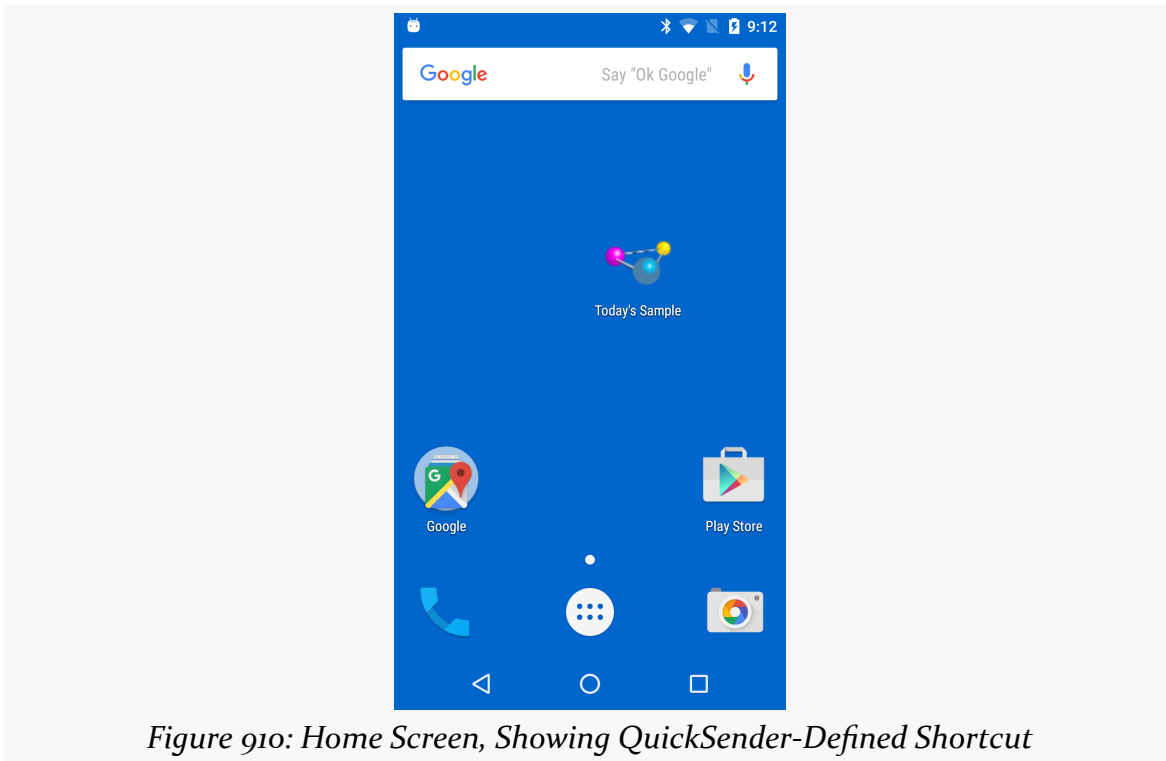 9:12
Google
Say "Ok Google"
Today's Sample
G
Google
Play Store
Figure 910: Home Screen, Showing QuickSender-Defined Shortcut